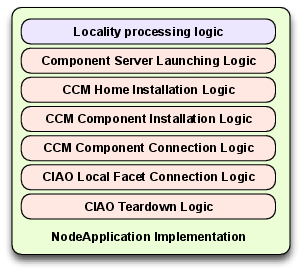 Locality processing logic
Component Server Launching Logic
CCM Home Installation Logic
CCM Component Installation Logic
CCM Component Connection Logic
CIAO Local Facet Connection Logic
CIAO Teardown Logic
NodeApplication Implementation